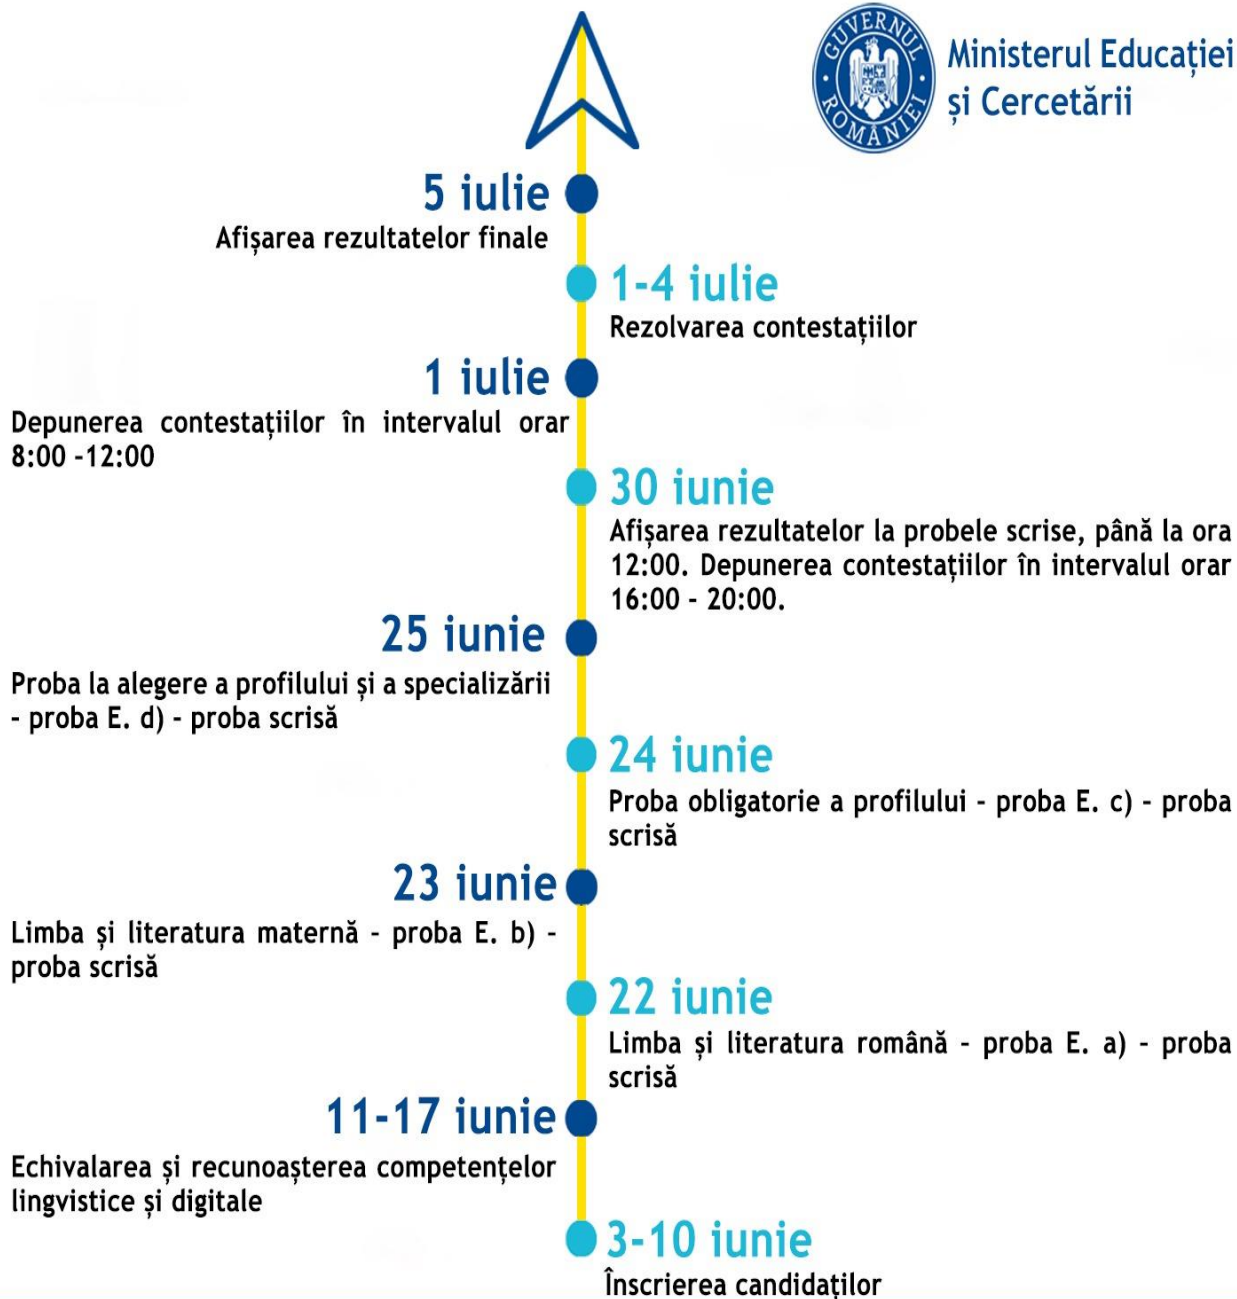 GUVERNUL ROMÂNIEI
Ministerul Educației
și Cercetării
5 iulie
Afișarea rezultatelor finale
1-4 iulie
Rezolvarea contestațiilor
1 iulie
Depunerea contestațiilor în intervalul orar
8:00 -12:00
30 iunie
Afișarea rezultatelor la probele scrise, până la ora
12:00. Depunerea contestațiilor în intervalul orar
16:00 - 20:00.
25 iunie
Proba la alegere a profilului și a specializării
- proba E. d) - proba scrisă
24 iunie
Proba obligatorie a profilului - proba E. c) - proba
scrisă
23 iunie
Limba și literatura maternă - proba E. b) -
proba scrisă
22 iunie
Limba și literatura română - proba E. a) - proba
scrisă
11-17 iunie
Echivalarea și recunoașterea competențelor
lingvistice și digitale
3-10 iunie
Înscrierea candidaților